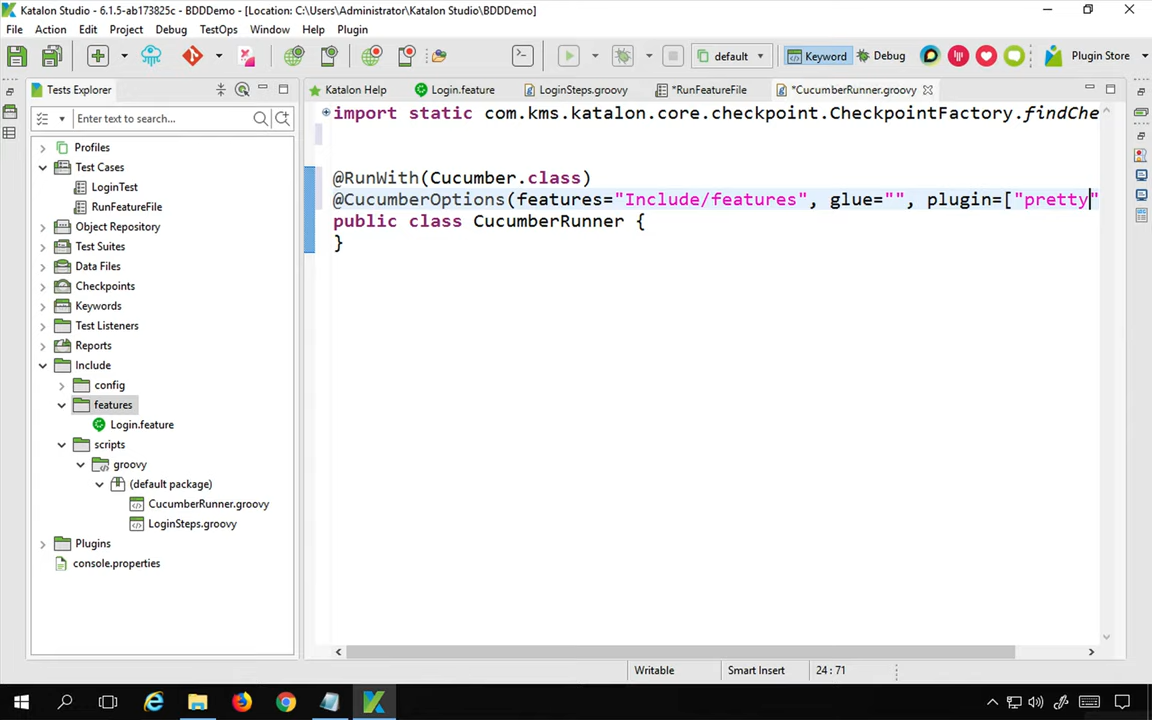 Katalon Studio - 6.1.5-ab173825c - BDDDemo - [Location: C:\Users\Administrator\Katalon Studio\BDDDemo]
File Action Edit Project Debug TestOps Window Help Plugin
default Keyword Debug Plugin Store
Tests Explorer
Katalon Help Login.feature LoginSteps.groovy *RunFeatureFile *CucumberRunner.groovy
Enter text to search...
Profiles
Test Cases
LoginTest
RunFeatureFile
Object Repository
Test Suites
Data Files
Checkpoints
Keywords
Test Listeners
Reports
Include
config
features
Login.feature
scripts
groovy
(default package)
CucumberRunner.groovy
LoginSteps.groovy
Plugins
console.properties
import static com.kms.katalon.core.checkpoint.CheckpointFactory.findChe
@RunWith(Cucumber.class)
@CucumberOptions(features="Include/features", glue="", plugin=["pretty"
public class CucumberRunner {
}
Writable Smart Insert 24 : 71